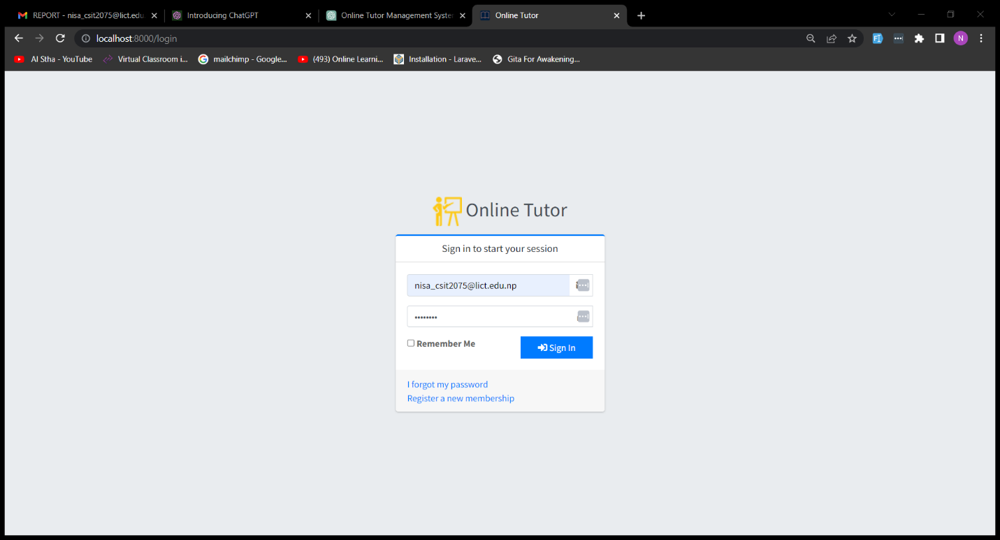 REPORT - nisa_csit2075@lict.edu
Introducing ChatGPT
Online Tutor Management Syster
Online Tutor
localhost:8000/login
N
Al Stha - YouTube
Virtual Classroom i...
mailchimp - Google...
(493) Online Learni...
Installation - Larave...
Gita For Awakening...
Online Tutor
Sign in to start your session
nisa_csit2075@lict.edu.np
••••••••
Remember Me
Sign In
I forgot my password
Register a new membership